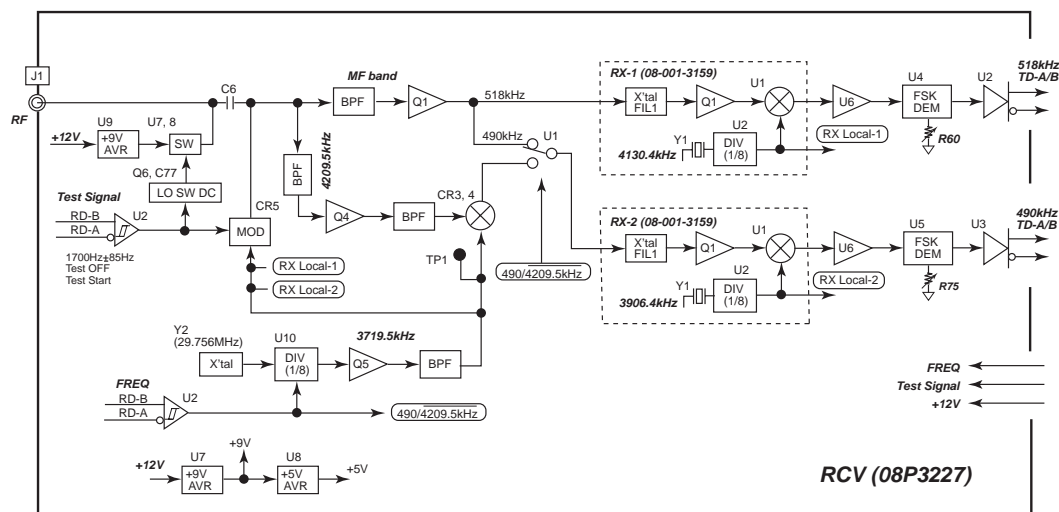 J1
RF
C6
MF band
BPF
Q1
518kHz
490kHz
U1
RX-1 (08-001-3159)
X'tal
FIL1
Q1
U1
U2
Y1
DIV
(1/8)
4130.4kHz
U6
RX Local-1
U4
FSK
DEM
R60
U2
518kHz
TD-A/B
+12V
U9
+9V
AVR
U7, 8
SW
Q6, C77
LO SW DC
Test Signal
RD-B
RD-A
U2
1700Hz±85Hz
Test OFF
Test Start
CR5
MOD
RX Local-1
RX Local-2
BPF
4209.5kHz
Q4
BPF
CR3, 4
TP1
490/4209.5kHz
RX-2 (08-001-3159)
X'tal
FIL1
Q1
U1
U2
Y1
DIV
(1/8)
3906.4kHz
U6
RX Local-2
U5
FSK
DEM
R75
U3
490kHz
TD-A/B
Y2
(29.756MHz)
X'tal
U10
DIV
(1/8)
3719.5kHz
Q5
BPF
FREQ
RD-B
RD-A
U2
490/4209.5kHz
FREQ
Test Signal
+12V
+12V
U7
+9V
AVR
+9V
U8
+5V
AVR
+5V
RCV (08P3227)